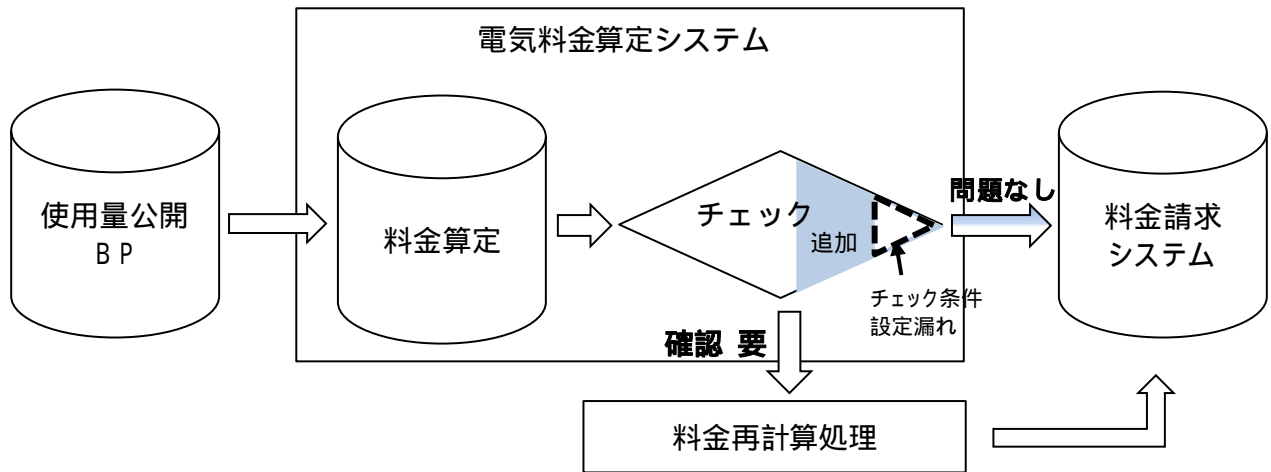 電気料金算定システム
使用量公開
ＢＰ
料金算定
チェック
追加
チェック条件
設定漏れ
問題なし
料金請求
システム
確認 要
料金再計算処理